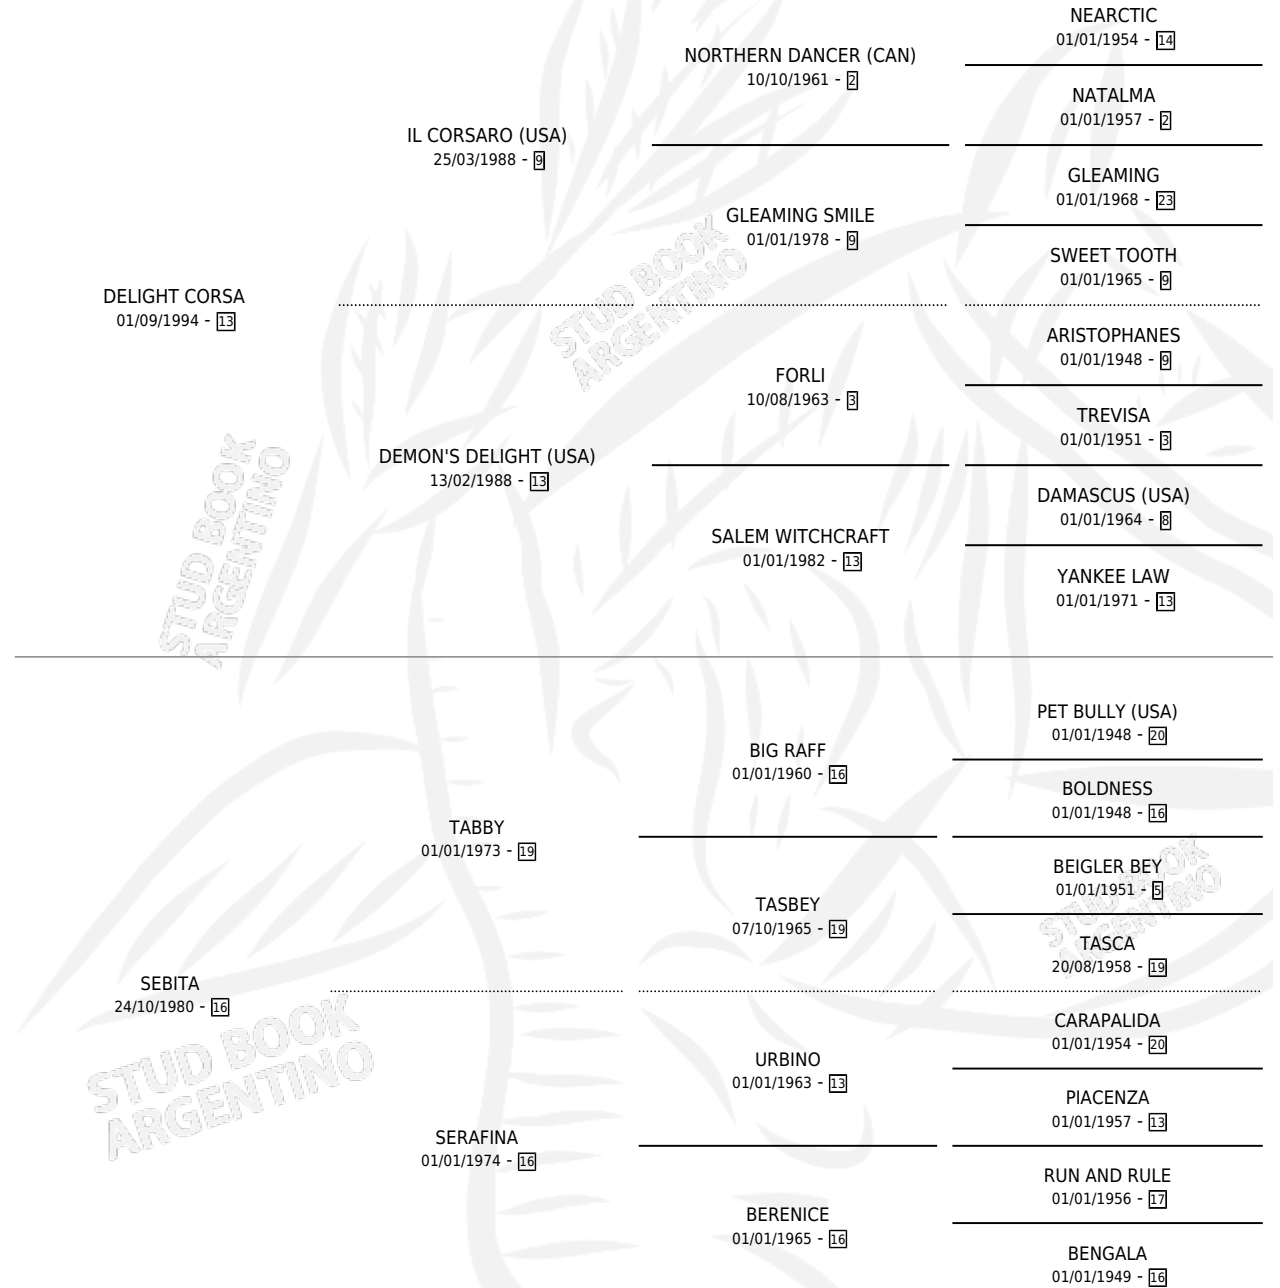 NEARCTIC
01/01/1954 - 14
NORTHERN DANCER (CAN)
10/10/1961 - 2
NATALMA
01/01/1957 - 2
IL CORSARO (USA)
25/03/1988 - 9
GLEAMING
01/01/1968 - 23
GLEAMING SMILE
01/01/1978 - 9
SWEET TOOTH
01/01/1965 - 9
DELIGHT CORSA
01/09/1994 - 13
STUD BOOK
ARGENTINO
ARISTOPHANES
01/01/1948 - 9
FORLI
10/08/1963 - 3
TREVISA
01/01/1951 - 3
DEMON'S DELIGHT (USA)
13/02/1988 - 13
DAMASCUS (USA)
01/01/1964 - 8
SALEM WITCHCRAFT
01/01/1982 - 13
YANKEE LAW
01/01/1971 - 13
STUD BOOK
ARGENTINO
PET BULLY (USA)
01/01/1948 - 20
BIG RAFF
01/01/1960 - 16
BOLDNESS
01/01/1948 - 16
TABBY
01/01/1973 - 19
BEIGLER BEY
01/01/1951 - 5
TASBEY
07/10/1965 - 19
TASCA
20/08/1958 - 19
STUD BOOK
ARGENTINO
SEBITA
24/10/1980 - 16
CARAPALIDA
01/01/1954 - 20
URBINO
01/01/1963 - 13
PIACENZA
01/01/1957 - 13
STUD BOOK
ARGENTINO
SERAFINA
01/01/1974 - 16
RUN AND RULE
01/01/1956 - 17
BERENICE
01/01/1965 - 16
BENGALA
01/01/1949 - 16